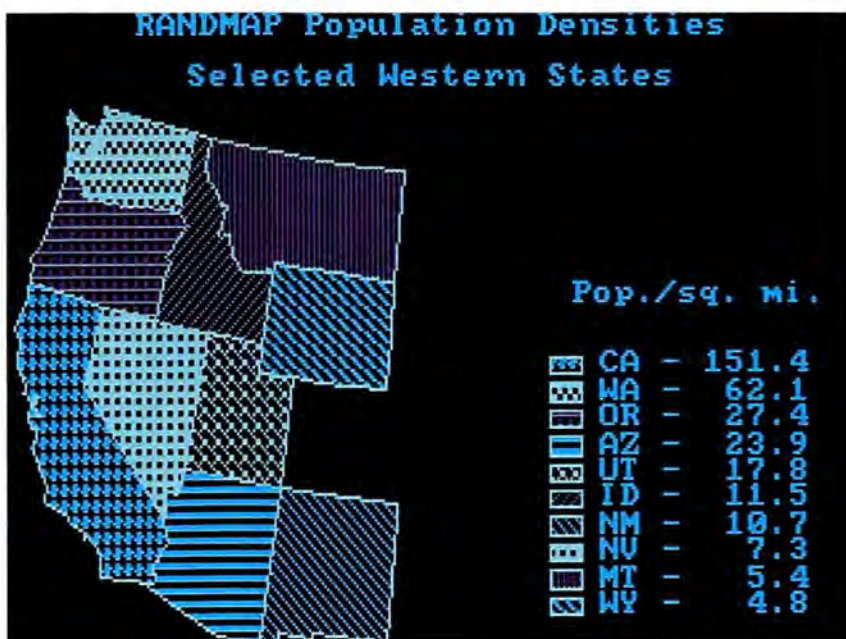 RANDMAP Population Densities
Selected Western States
Pop./sq. mi.
CA - 151.4
WA - 62.1
OR - 27.4
AZ - 23.9
UT - 17.8
ID - 11.5
NM - 10.7
NV - 7.3
MT - 5.4
WY - 4.8